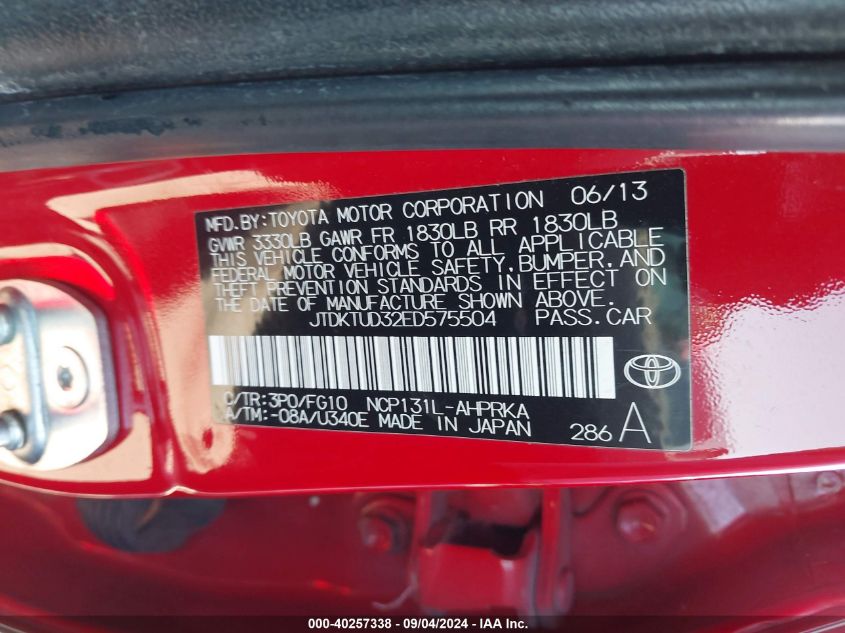 MFD.BY:TOYOTA MOTOR CORPORATION 06/13
GVWR 3330LB GAWR FR 1830LB RR 1830LB
THIS VEHICLE CONFORMS TO ALL APPLICABLE
FEDERAL MOTOR VEHICLE SAFETY,BUMPER,AND
THEFT PREVENTION STANDARDS IN EFFECT ON
THE DATE OF MANUFACTURE SHOWN ABOVE.
JTDKTUD32ED575504 PASS.CAR
C/TR:3P0/FG10 NCP131L-AHPRKA
A/TM:-08A/U340E MADE IN JAPAN
286 A
000-40257338 - 09/04/2024 - IAA Inc.